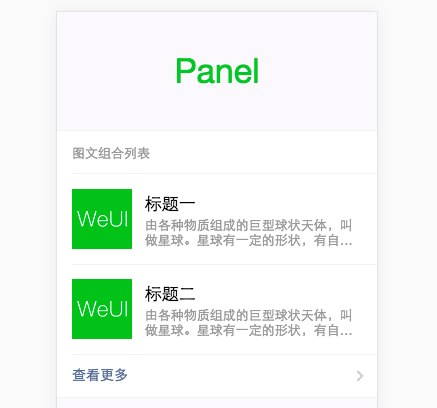 Panel
图文组合列表
WeUI
标题一
由各种物质组成的巨型球状天体，叫
做星球。星球有一定的形状，有自...
WeUI
标题二
由各种物质组成的巨型球状天体，叫
做星球。星球有一定的形状，有自...
查看更多